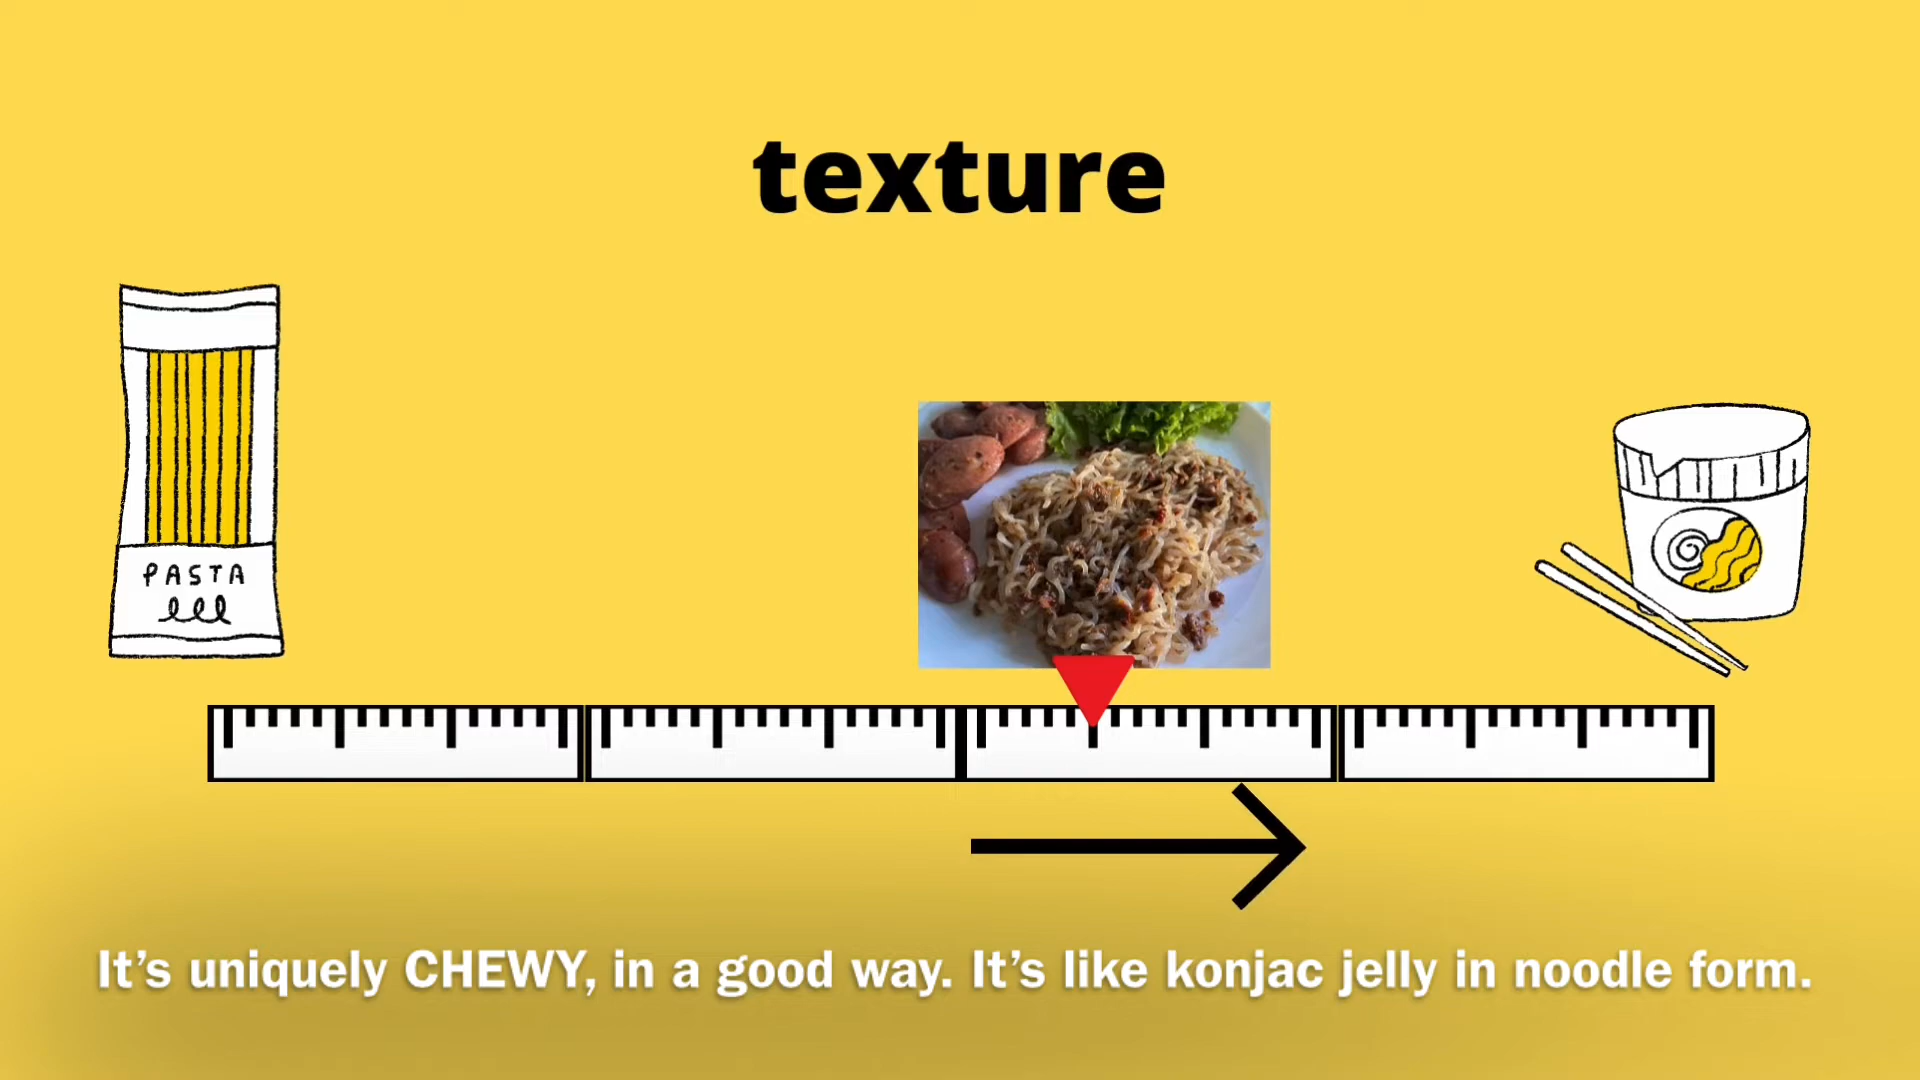 texture
PASTA
It's uniquely CHEWY, in a good way. It's like konjac jelly in noodle form.